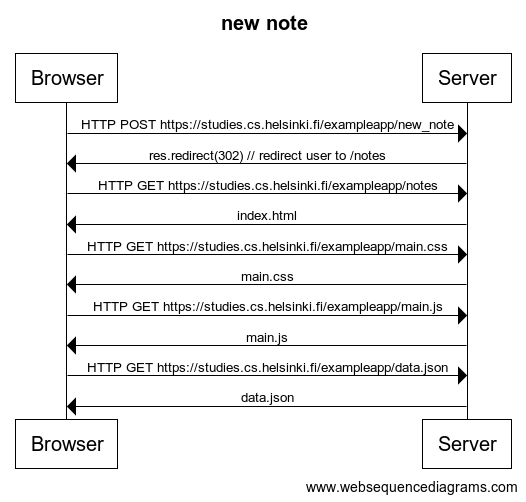 new note
Browser Server
HTTP POST https://studies.cs.helsinki.fi/exampleapp/new_note
res.redirect(302) // redirect user to /notes
HTTP GET https://studies.cs.helsinki.fi/exampleapp/notes
index.html
HTTP GET https://studies.cs.helsinki.fi/exampleapp/main.css
main.css
HTTP GET https://studies.cs.helsinki.fi/exampleapp/main.js
main.js
HTTP GET https://studies.cs.helsinki.fi/exampleapp/data.json
data.json
Browser Server
www.websequencediagrams.com